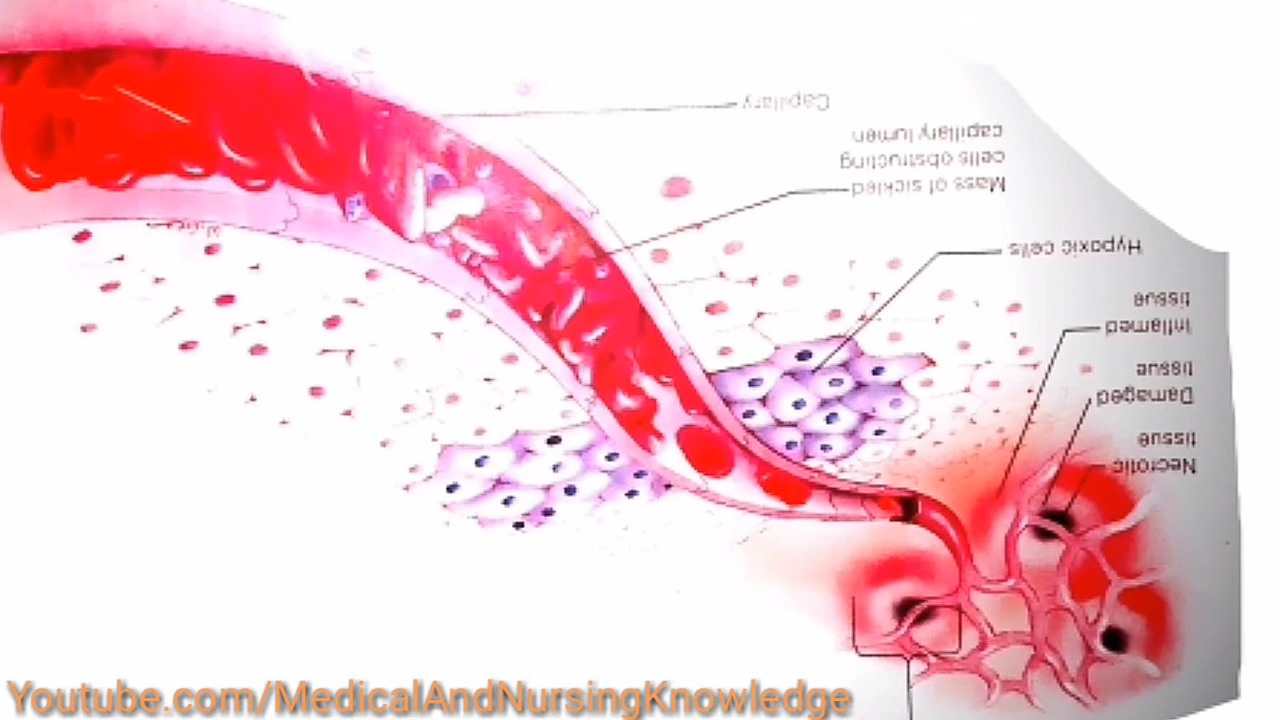 Necrotic
tissue
Damaged
tissue
Inflamed
tissue
Hypoxic cells
Mass of sickled
cells obstructing
capillary lumen
Capillary
Youtube.com/MedicalAndNursingKnowledge